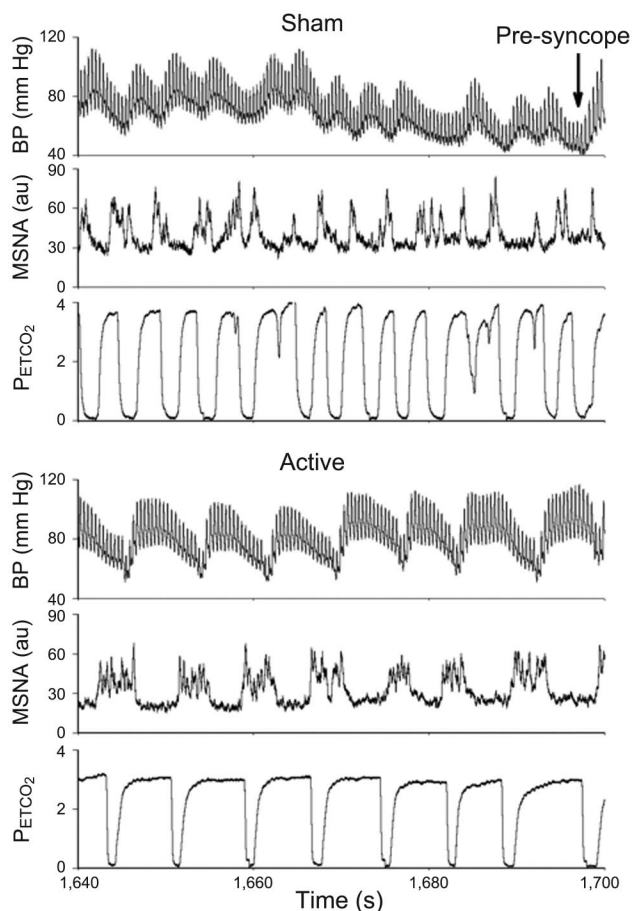 Sham
Pre-syncope
BP (mm Hg)
120
80
40
MSNA (au)
90
60
30
0
PETCO2
4
2
0
Active
BP (mm Hg)
120
80
40
MSNA (au)
90
60
30
0
PETCO2
4
2
0
1,640 1,660 1,680 1,700
Time (s)